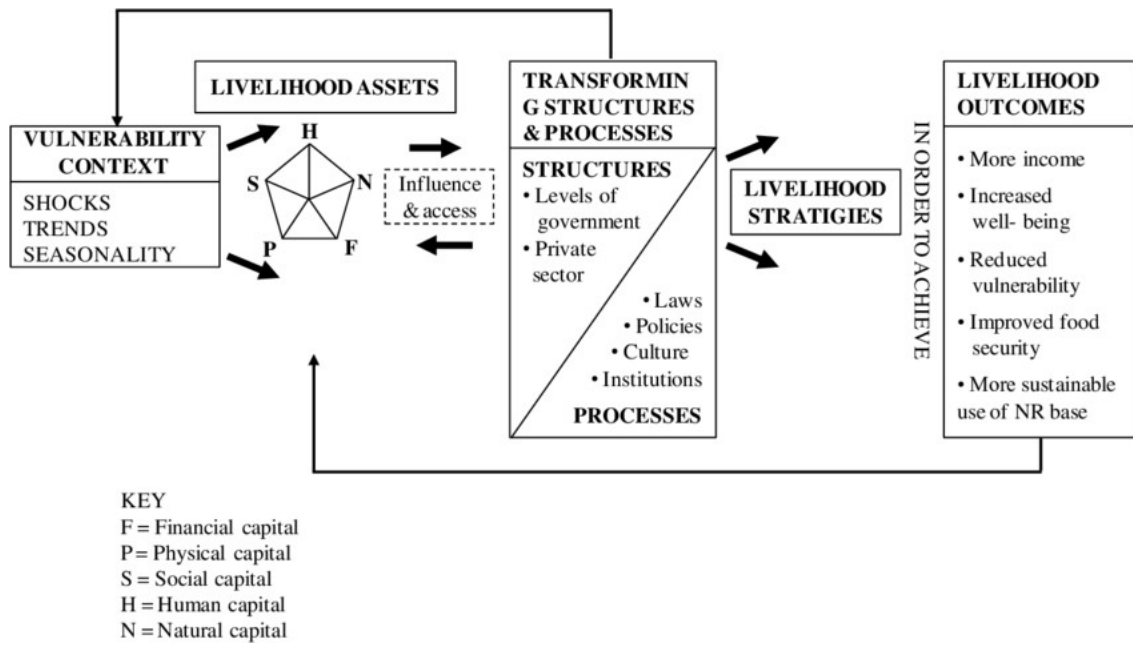 VULNERABILITY
CONTEXT
SHOCKS
TRENDS
SEASONALITY
LIVELIHOOD ASSETS
H
S
N
P
F
Influence
& access
TRANSFORMIN
G STRUCTURES
& PROCESSES
STRUCTURES
• Levels of
government
• Private
sector
• Laws
• Policies
• Culture
• Institutions
PROCESSES
LIVELIHOOD
STRATIGIES
IN ORDER TO ACHIEVE
LIVELIHOOD
OUTCOMES
• More income
• Increased
well- being
• Reduced
vulnerability
• Improved food
security
• More sustainable
use of NR base
KEY
F = Financial capital
P = Physical capital
S = Social capital
H = Human capital
N = Natural capital